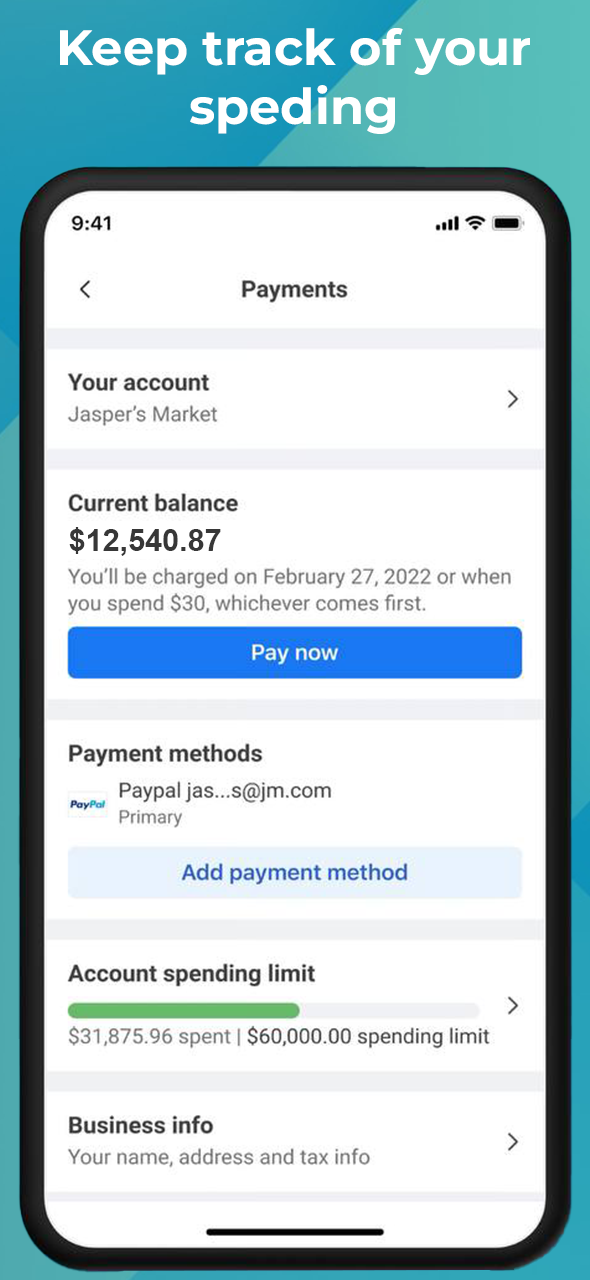 Keep track of your
speding
9:41
Payments
Your account
Jasper’s Market
Current balance
$12,540.87
You’ll be charged on February 27, 2022 or when
you spend $30, whichever comes first.
Pay now
Payment methods
Paypal jas...s@jm.com
PayPal
Primary
Add payment method
Account spending limit
$31,875.96 spent | $60,000.00 spending limit
Business info
Your name, address and tax info